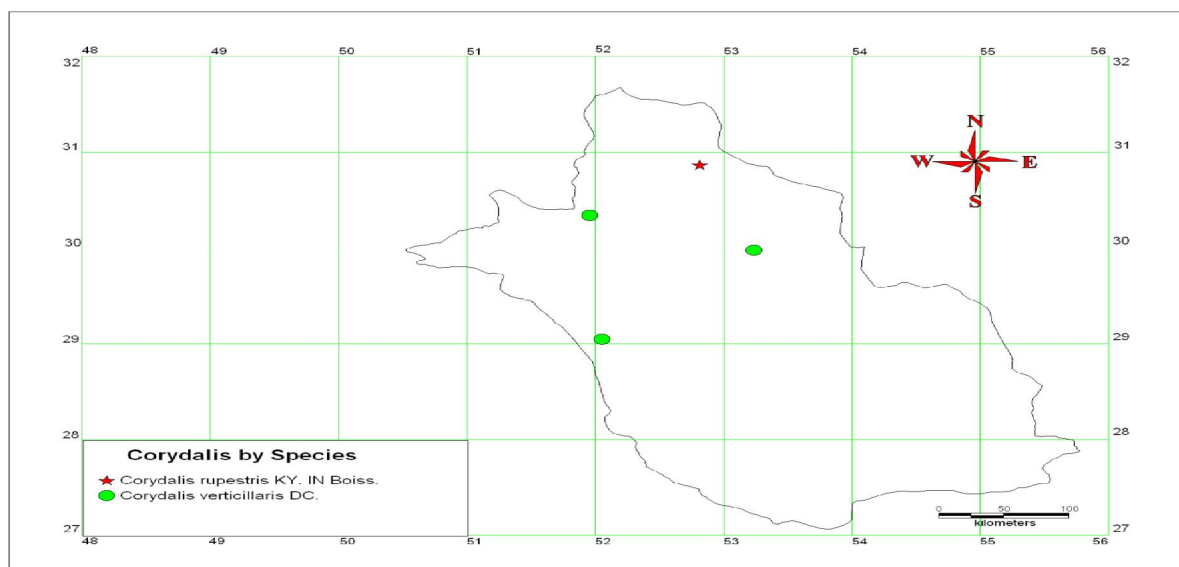 48 49 50 51 52 53 54 55 56
32 32
N
31 31
W E
S
30 30
29 29
28 28
Corydalis by Species
Corydalis rupestris KY. IN Boiss.
Corydalis verticillaris DC.
0 50 100
kilometers
27 27
48 49 50 51 52 53 54 55 56